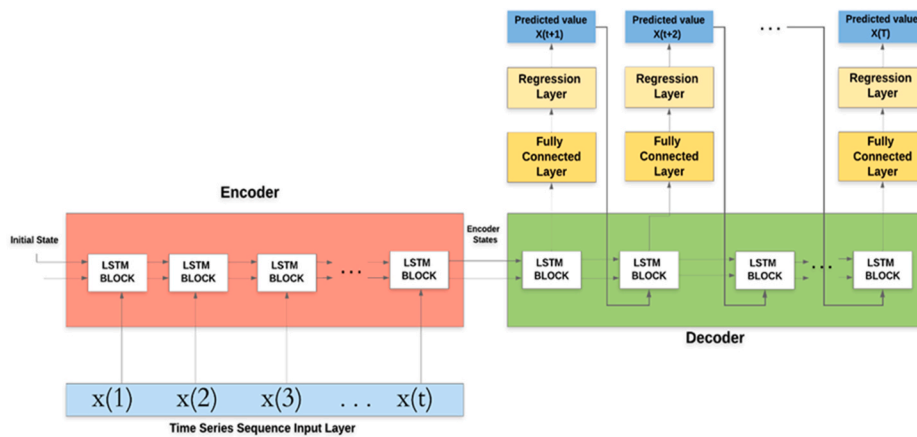 Predicted value
X(t+1)
Predicted value
X(t+2)
...
Predicted value
X(T)
Regression
Layer
Regression
Layer
Regression
Layer
Fully
Connected
Layer
Fully
Connected
Layer
Fully
Connected
Layer
Encoder
Initial State
Encoder
States
LSTM
BLOCK
LSTM
BLOCK
LSTM
BLOCK
...
LSTM
BLOCK
LSTM
BLOCK
LSTM
BLOCK
LSTM
BLOCK
...
LSTM
BLOCK
Decoder
x(1) x(2) x(3) ... x(t)
Time Series Sequence Input Layer